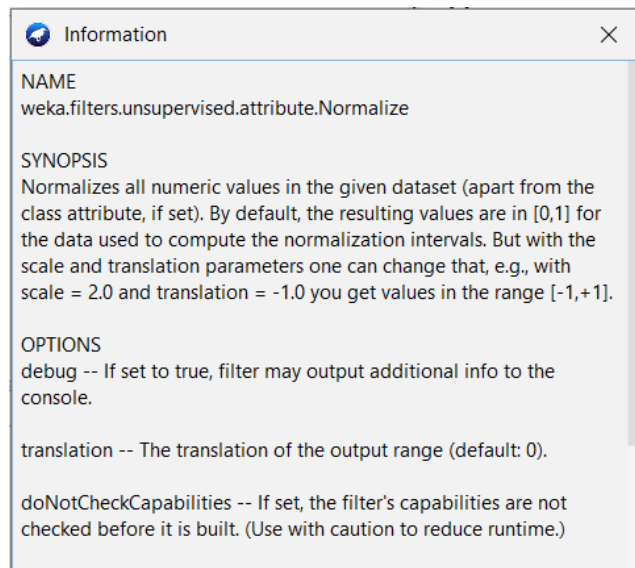 Information
NAME
weka.filters.unsupervised.attribute.Normalize
SYNOPSIS
Normalizes all numeric values in the given dataset (apart from the
class attribute, if set). By default, the resulting values are in [0,1] for
the data used to compute the normalization intervals. But with the
scale and translation parameters one can change that, e.g., with
scale = 2.0 and translation = -1.0 you get values in the range [-1,+1].
OPTIONS
debug -- If set to true, filter may output additional info to the
console.
translation -- The translation of the output range (default: 0).
doNotCheckCapabilities -- If set, the filter's capabilities are not
checked before it is built. (Use with caution to reduce runtime.)